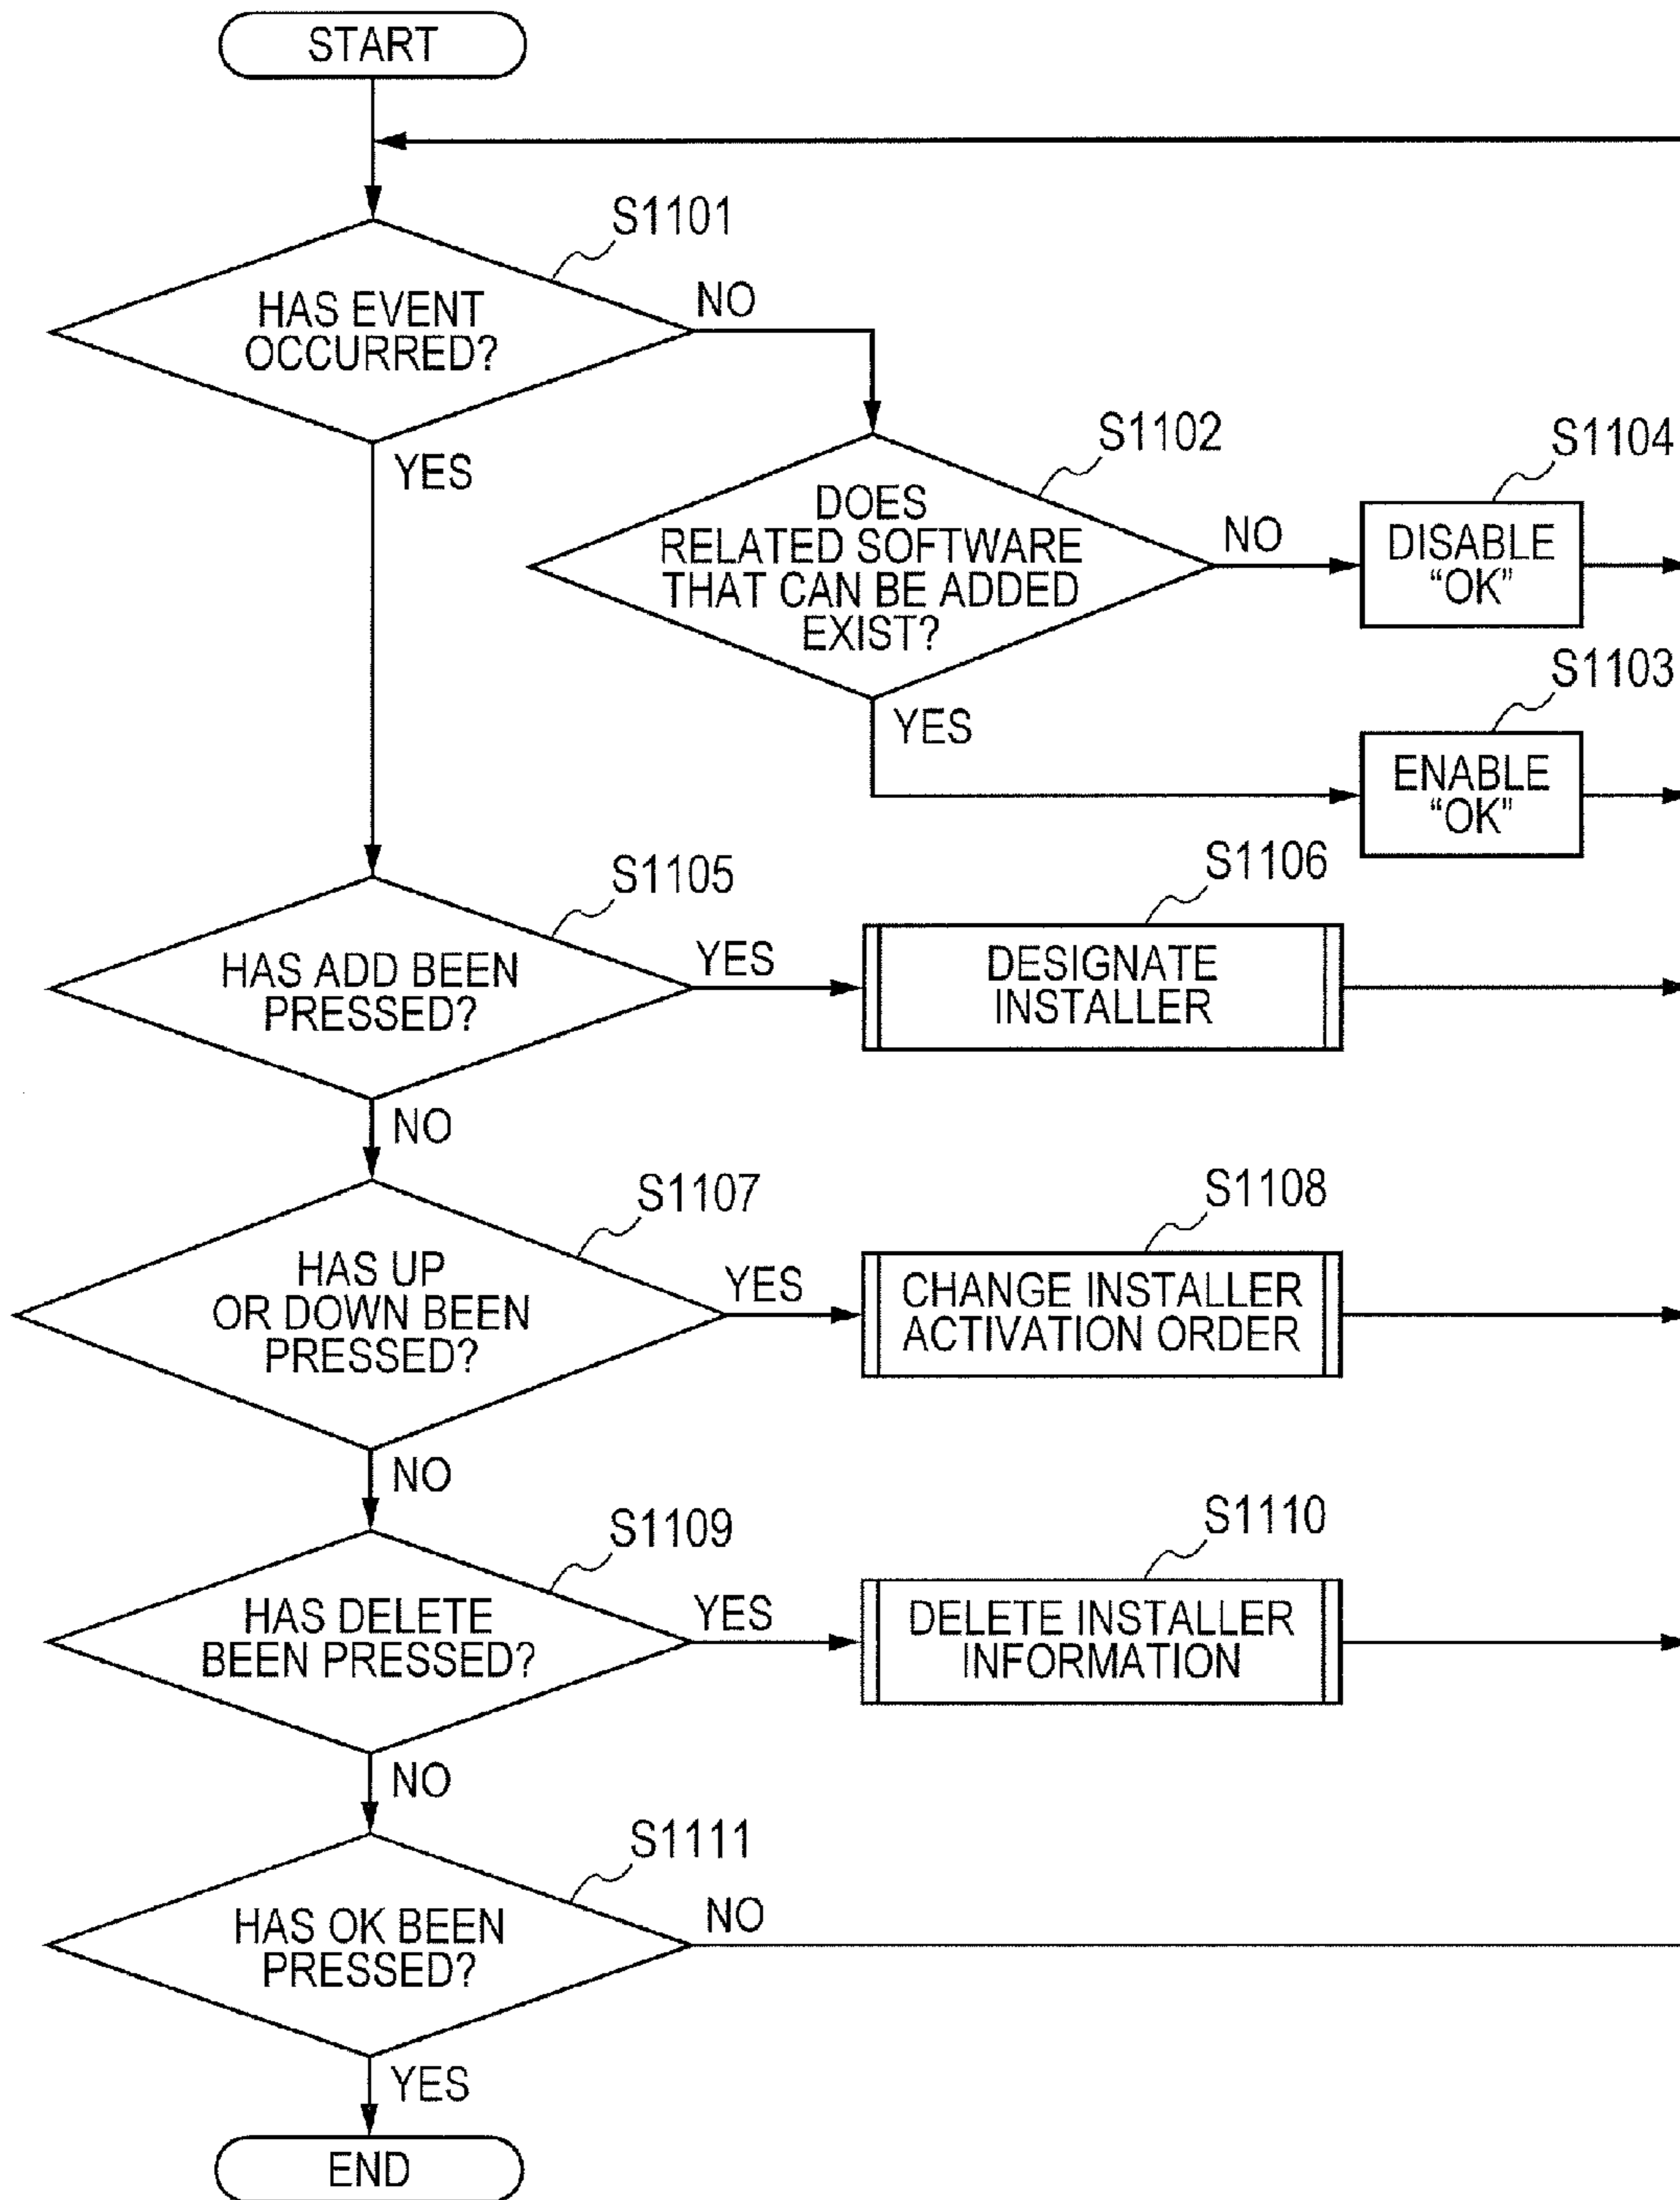 START
S1101
HAS EVENT
OCCURRED?
NO
YES
S1102
DOES
RELATED SOFTWARE
THAT CAN BE ADDED
EXIST?
NO
YES
S1104
DISABLE
“OK”
S1103
ENABLE
“OK”
S1105
HAS ADD BEEN
PRESSED?
YES
NO
S1106
DESIGNATE
INSTALLER
S1107
HAS UP
OR DOWN BEEN
PRESSED?
YES
NO
S1108
CHANGE INSTALLER
ACTIVATION ORDER
S1109
HAS DELETE
BEEN PRESSED?
YES
NO
S1110
DELETE INSTALLER
INFORMATION
S1111
HAS OK BEEN
PRESSED?
NO
YES
END